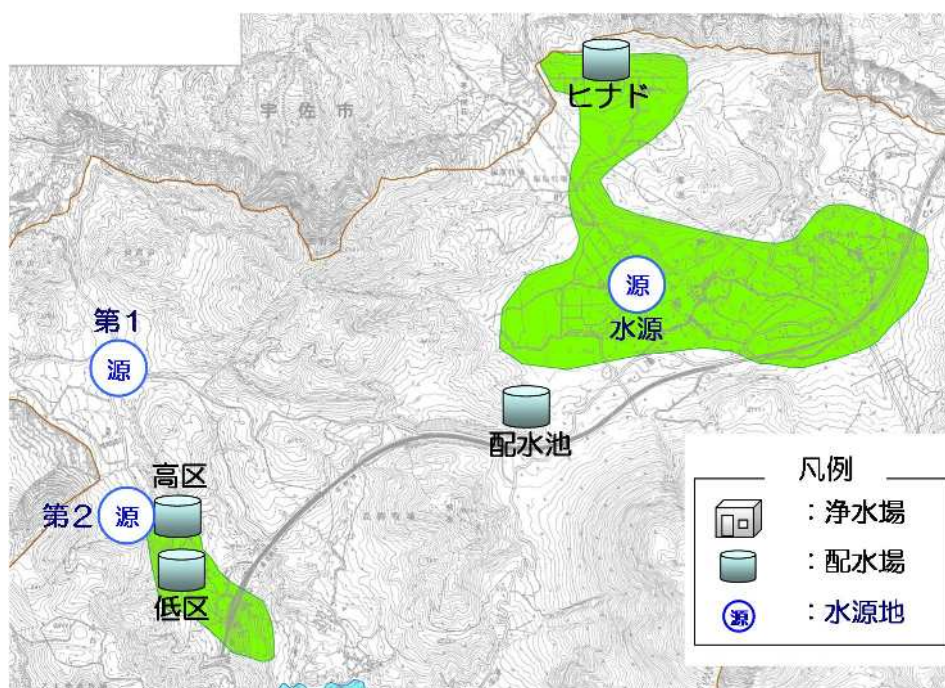 ヒナド
宇佐市
源
水源
第1
源
配水池
高区
第2
源
低区
凡例
：浄水場
：配水場
源
：水源地